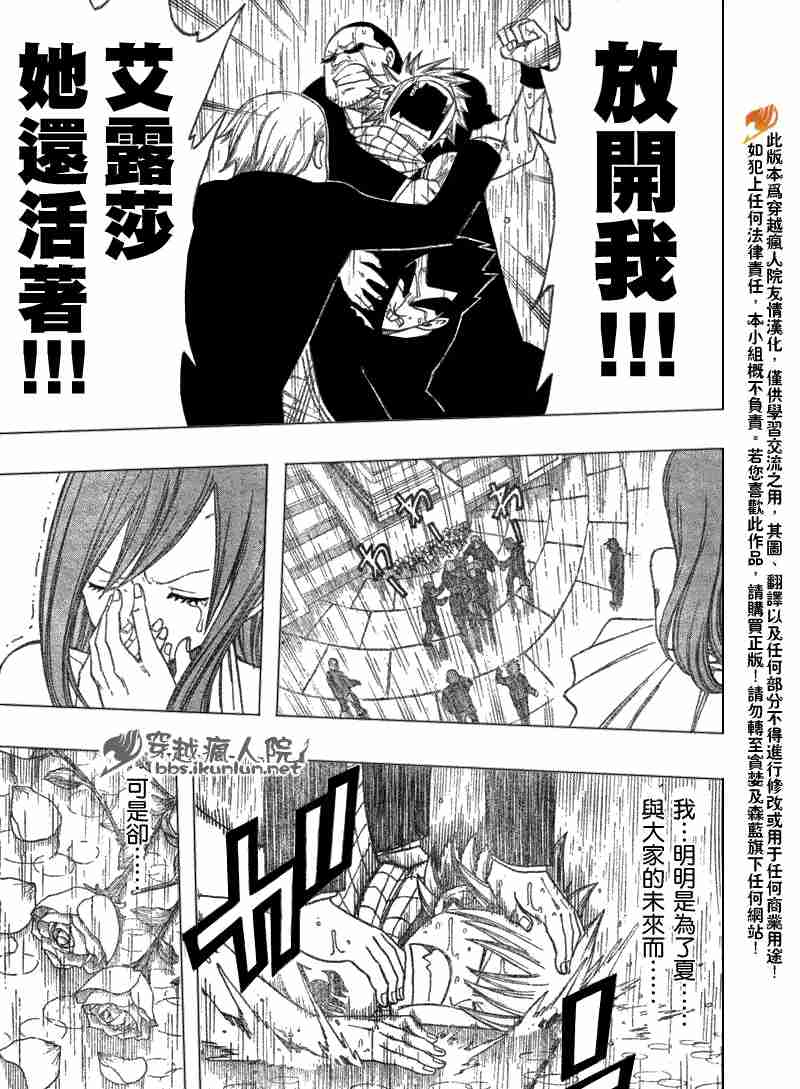 放開我!!!
艾露莎
她還活著!!!
わ
わ
わ
我……明明是為了夏……
與大家的未來而……
可是卻……
穿越瘋人院
bbs.ikunlun.net
此版本爲穿越瘋人院友情漢化，僅供學習交流之用，其圖、翻譯以及任何部分不得進行修改或用于任何商業用途！
如犯上任何法律責任，本小組概不負責。若您喜歡此作品，請購買正版！請勿轉至貪婪及森藍旗下任何網站！